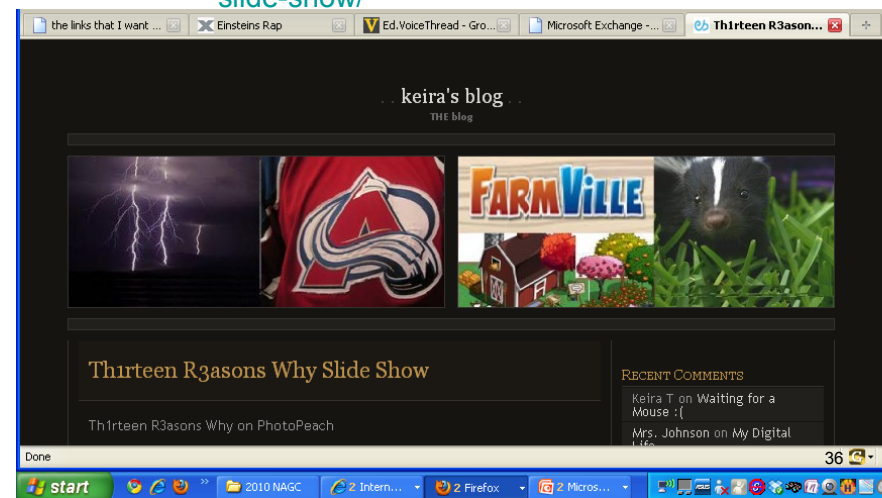 slide-show/
the links that I want ...
Einsteins Rap
Ed.VoiceThread - Gro...
Microsoft Exchange -...
Th1rteen R3ason...
. . keira's blog . .
THE blog
FARMVILLE
Th1rteen R3asons Why Slide Show
Th1rteen R3asons Why on PhotoPeach
RECENT COMMENTS
Keira T on Waiting for a
Mouse :(
Mrs. Johnson on My Digital
Life
Done
36
start
2010 NAGC
2 Intern...
2 Firefox
2 Micros...